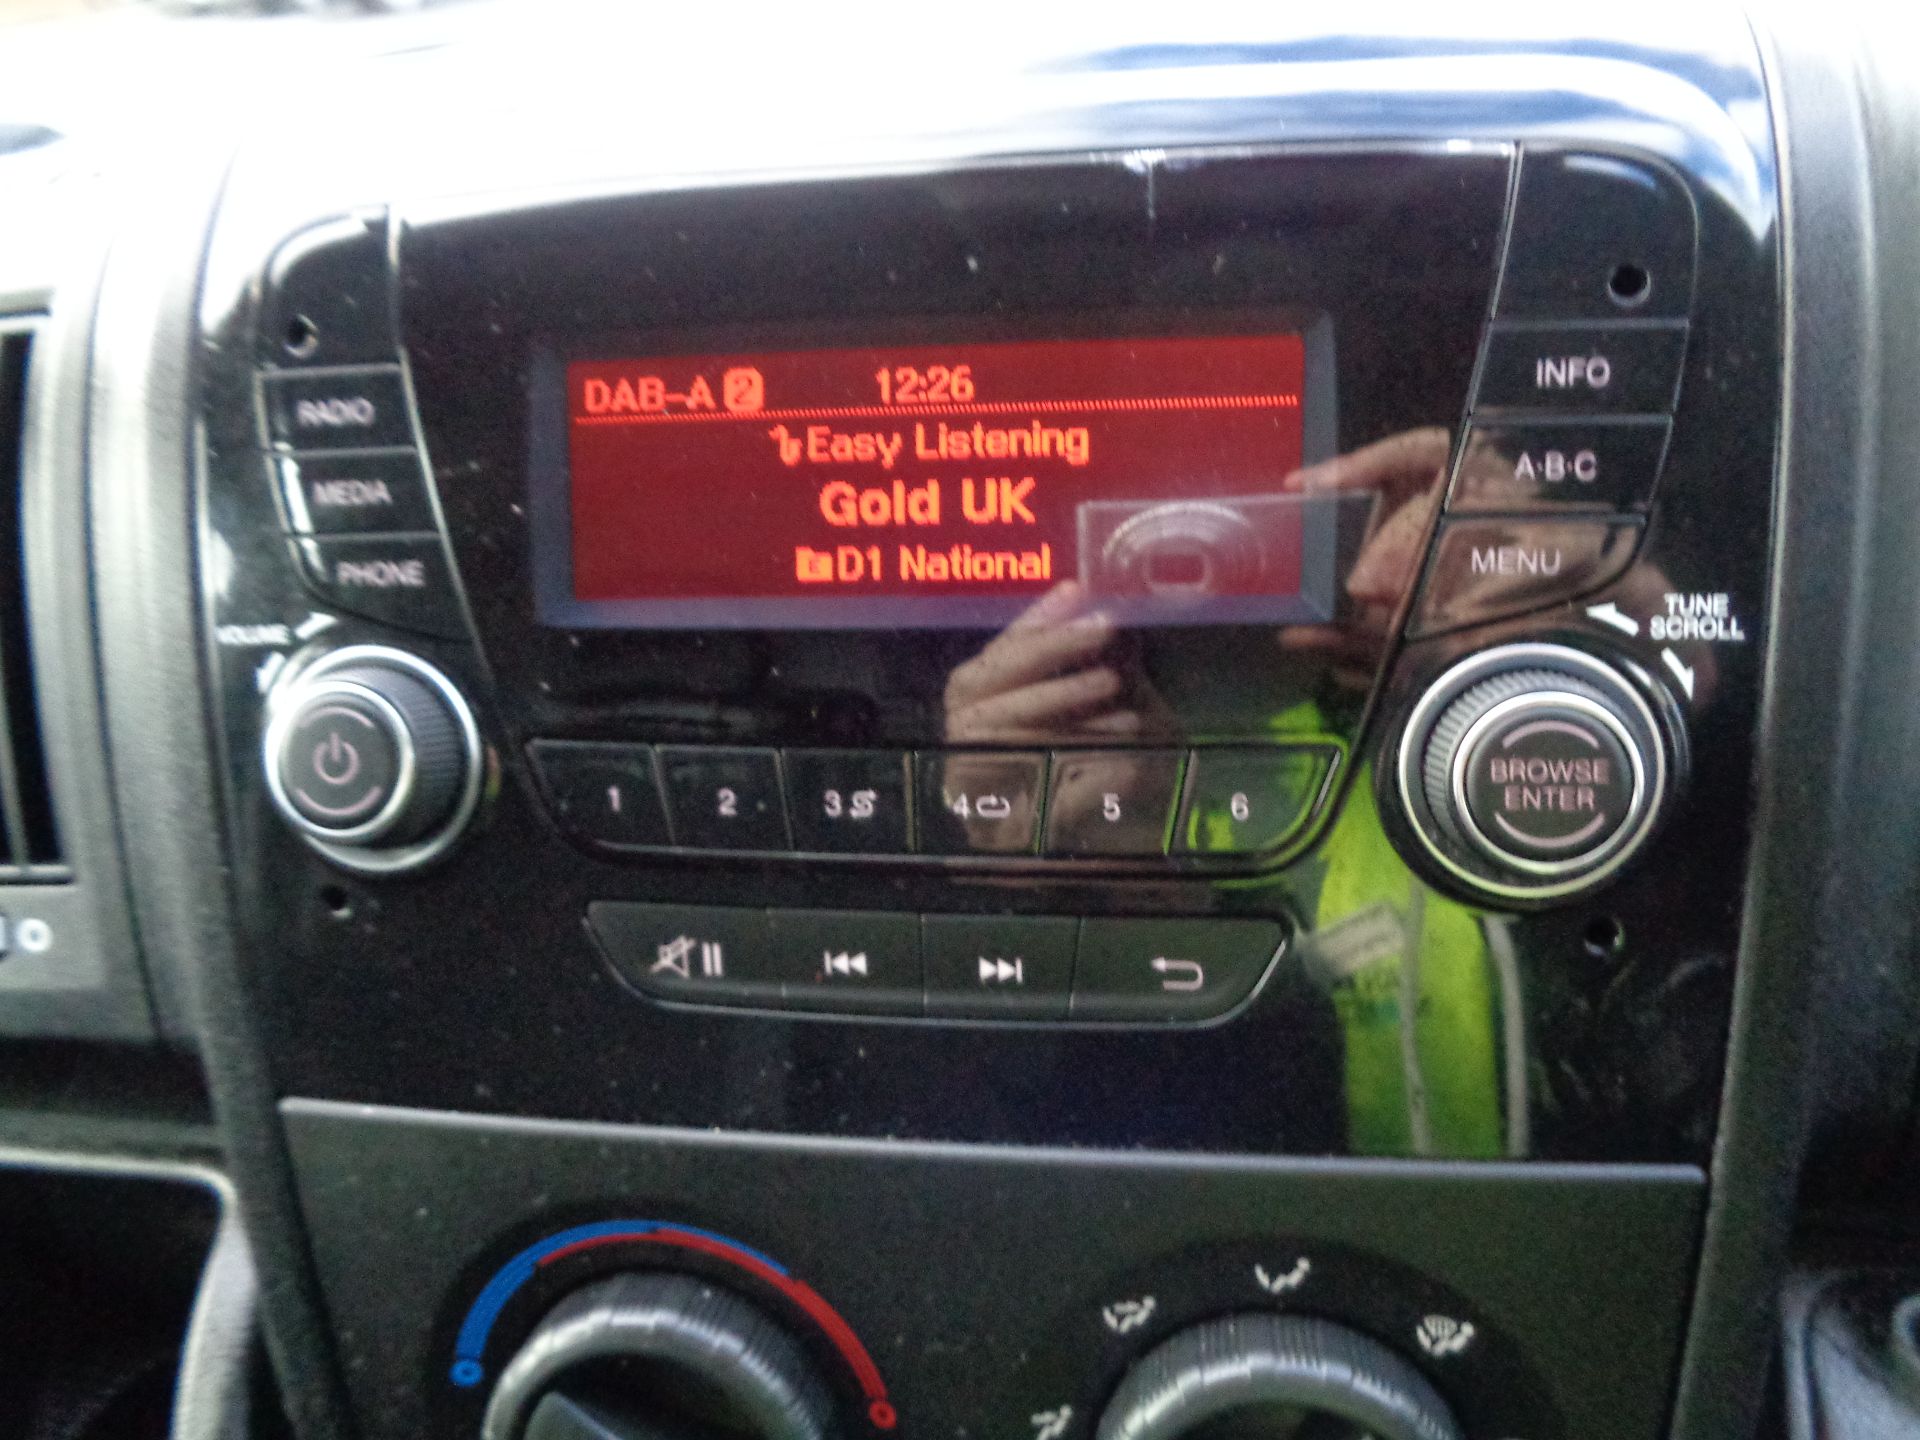 DAB-A 2 12:26
Easy Listening
Gold UK
D1 National
RADIO
MEDIA
PHONE
VOLUME
INFO
A·B·C
MENU
TUNE
SCROLL
BROWSE
ENTER
1 2 3 4 5 6